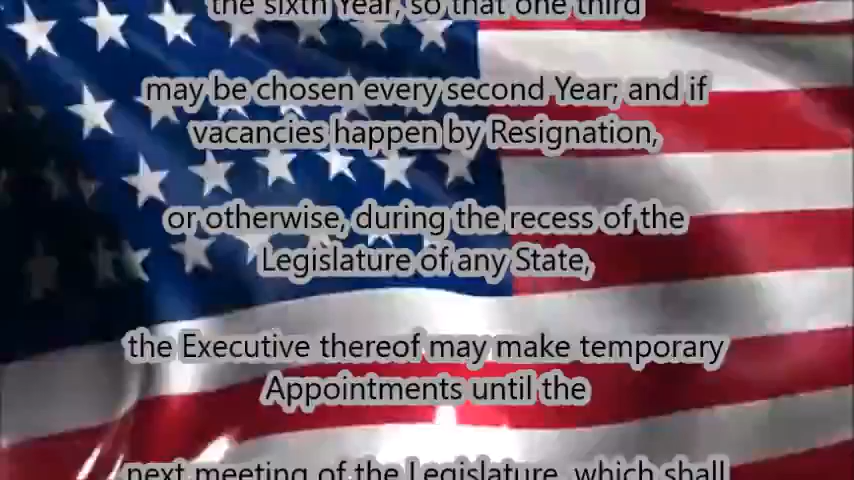 the sixth Year, so that one third
may be chosen every second Year; and if
vacancies happen by Resignation,
or otherwise, during the recess of the
Legislature of any State,
the Executive thereof may make temporary
Appointments until the
next meeting of the Legislature, which shall